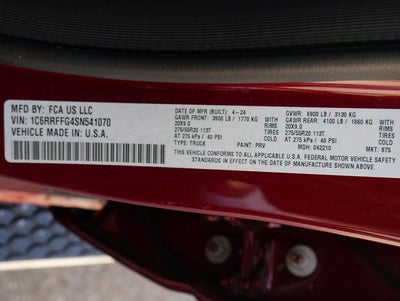 MFD BY: FCA US LLC
VIN: 1C6RRFFG4SN541070
VEHICLE MADE IN: U.S.A.
DATE OF MFR (BUILT): 4-24 GVWR: 6900 LB / 3130 KG
GAWR FRONT: 3900 LB / 1770 KG GAWR REAR: 4100 LB / 1860 KG
20X9.0 RIMS 20X9.0 RIMS
275/55R20 113T TIRES 275/55R20 113T TIRES
AT 275 kPa / 40 PSI COLD AT 275 kPa / 40 PSI COLD
THIS VEHICLE CONFORMS TO ALL APPLICABLE U.S.A. FEDERAL MOTOR VEHICLE SAFETY STANDARDS
IN EFFECT ON THE DATE OF MANUFACTURE SHOWN ABOVE.
TYPE: TRUCK PAINT: PRV MDH: 042210 MKT: 875